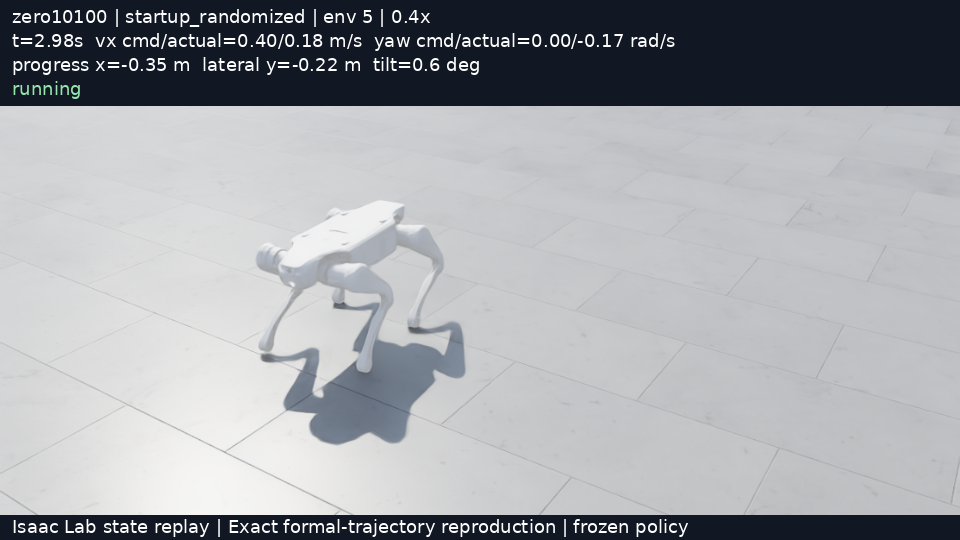 zero10100 | startup_randomized | env 5 | 0.4x
t=2.98s  vx cmd/actual=0.40/0.18 m/s  yaw cmd/actual=0.00/-0.17 rad/s
progress x=-0.35 m  lateral y=-0.22 m  tilt=0.6 deg
running
Isaac Lab state replay | Exact formal-trajectory reproduction | frozen policy